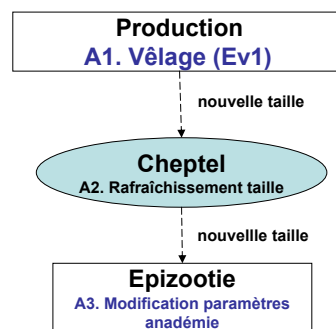 Production
A1. Vêlage (Ev1)
nouvelle taille
Cheptel
A2. Rafraîchissement taille
nouvellle taille
Epizootie
A3. Modification paramètres
anadémie